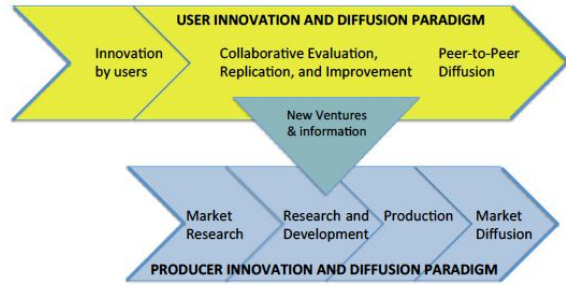 USER INNOVATION AND DIFFUSION PARADIGM
Innovation
by users
Collaborative Evaluation,
Replication, and Improvement
Peer-to-Peer
Diffusion
New Ventures
& information
Market
Research
Research and
Development
Production
Market
Diffusion
PRODUCER INNOVATION AND DIFFUSION PARADIGM